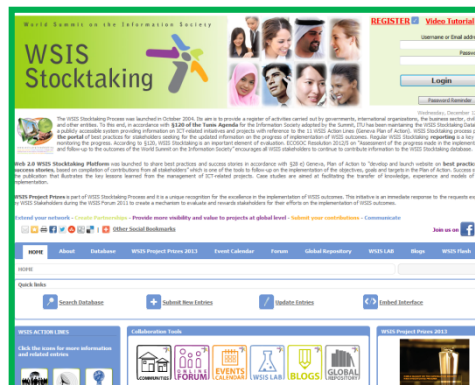 World Summit on the Information Society
REGISTER Video Tutorial
WSIS
Stocktaking
Username or Email addre
Passwo
Login
Password Reminder
Wednesday, December 1
The WSIS Stocktaking Process was launched in October 2004. Its aim is to provide a register of activities carried out by governments, international organizations, the business sector, civil
and other entities. To this end, in accordance with §120 of the Tunis Agenda for the Information Society adopted by the Summit, ITU has been maintaining the WSIS Stocktaking Databa
a publicly accessible system providing information on ICT-related initiatives and projects with reference to the 11 WSIS Action Lines (Geneva Plan of Action). WSIS Stocktaking process p
the portal of best practices for stakeholders seeking for the updated information on the progress of implementation of WSIS outcomes. Regular WSIS Stocktaking reporting is a key
monitoring the progress. According to §120, WSIS Stocktaking is an important element of evaluation. ECOSOC Resolution 2012/5 on "Assessment of the progress made in the implement
and follow-up to the outcomes of the World Summit on the Information Society" encourages all WSIS stakeholders to continue to contribute information to the WSIS Stocktaking database.
Web 2.0 WSIS Stocktaking Platform was launched to share best practices and success stories in accordance with §28 e) Geneva, Plan of Action to "develop and launch website on best practice
success stories, based on compilation of contributions from all stakeholders" which is one of the tools to follow-up on the implementation of the objectives, goals and targets in the Plan of Action. Success s
the publication that illustrates the key lessons learned from the management of ICT-related projects. Case studies are aimed at facilitating the transfer of knowledge, experience and models of
implementation.
WSIS Project Prizes is part of WSIS Stocktaking Process and it is a unique recognition for the excellence in the implementation of WSIS outcomes. This initiative is an immediate response to the requests ex
by WSIS Stakeholders during the WSIS Forum 2011 to create a mechanism to evaluate and rewards stakeholders for their efforts on the implementation of WSIS outcomes.
Extend your network - Create Partnerships - Provide more visibility and value to projects at global level - Submit your contributions - Communicate
Other Social Bookmarks
Join us on
HOME About Database WSIS Project Prizes 2013 Event Calendar Forum Global Repository WSIS LAB Blogs WSIS Flash
HOME
Quick links
Search Database Submit New Entries Update Entries Embed Interface
WSIS ACTION LINES
Collaboration Tools
WSIS Project Prizes 2013
Click the icons for more information
and related entries
COMMUNITIES
ONLINE
FORUM
EVENTS
CALENDAR
WSIS-LAB
BLOGS
GLOBAL
REPOSITORY